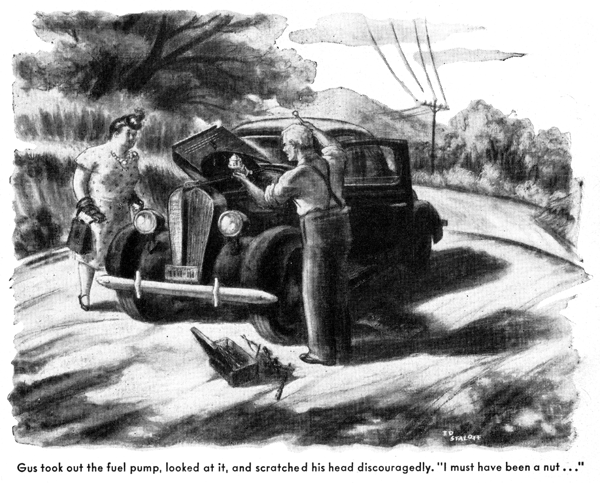 ED
STALOFF
Gus took out the fuel pump, looked at it, and scratched his head discouragedly. "I must have been a nut . . ."